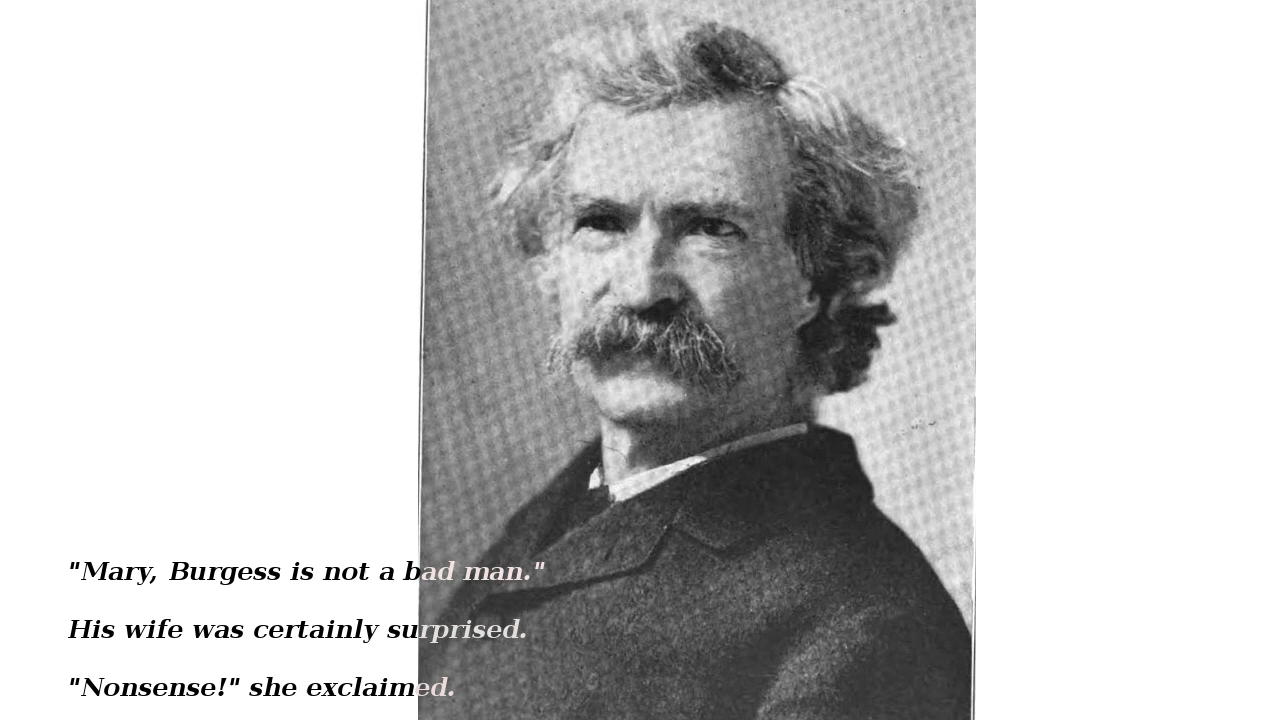 "Mary, Burgess is not a bad man."
His wife was certainly surprised.
"Nonsense!" she exclaimed.